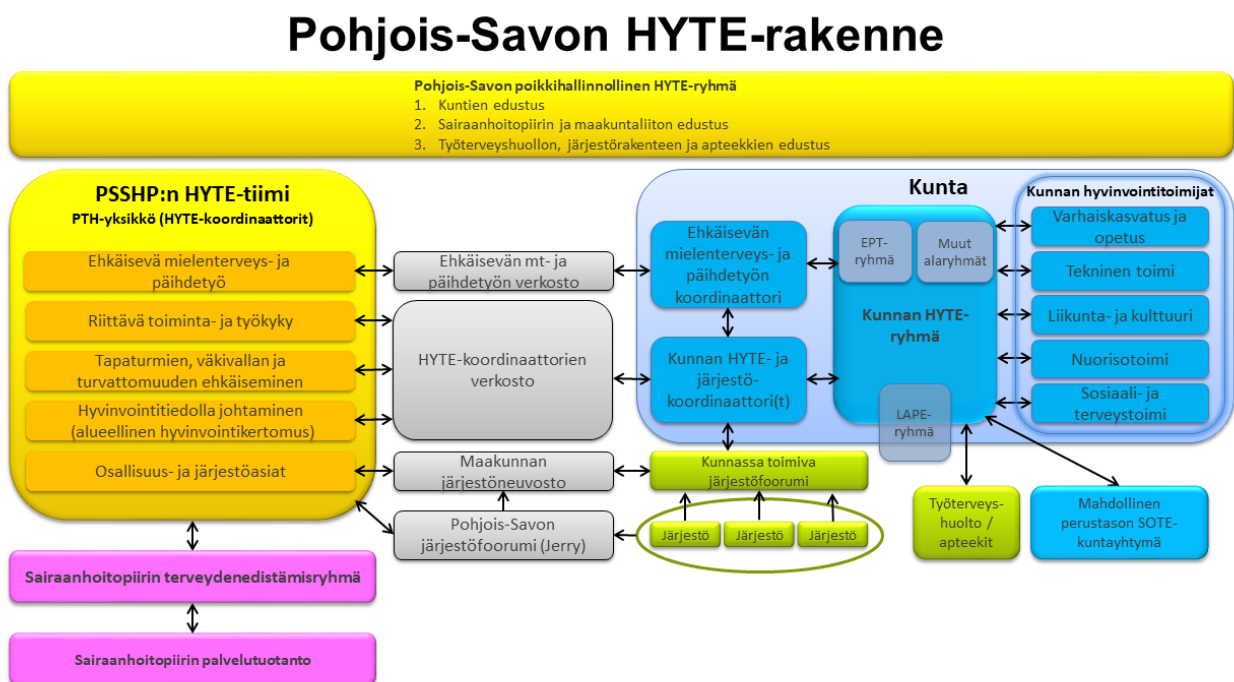 Pohjois-Savon HYTE-rakenne
Pohjois-Savon poikkihallinnollinen HYTE-ryhmä
1. Kuntien edustus
2. Sairaanhoitopiirin ja maakuntaliiton edustus
3. Työterveyshuollon, järjestörakenteen ja apteekkien edustus
PSSHP:n HYTE-tiimi
PTH-yksikkö (HYTE-koordinaattorit)
Ehkäisevä mielenterveys- ja
päihdetyö
Riittävä toiminta- ja työkyky
Tapaturmien, väkivallan ja
turvattomuuden ehkäiseminen
Hyvinvointitiedolla johtaminen
(alueellinen hyvinvointikertomus)
Osallisuus- ja järjestöasiat
Sairaanhoitopiirin terveydenedistämisryhmä
Sairaanhoitopiirin palvelutuotanto
Ehkäisevän mt- ja
päihdetyön verkosto
HYTE-koordinaattorien
verkosto
Maakunnan
järjestöneuvosto
Pohjois-Savon
järjestöfoorumi (Jerry)
Kunta
Ehkäisevän
mielenterveys- ja
päihdetyön
koordinaattori
Kunnan HYTE- ja
järjestö-
koordinaattori(t)
Kunnassa toimiva
järjestöfoorumi
Järjestö
Järjestö
Järjestö
EPT-
ryhmä
Muut
alaryhmät
Kunnan HYTE-
ryhmä
LAPE-
ryhmä
Kunnan hyvinvointitoimijat
Varhaiskasvatus ja
opetus
Tekninen toimi
Liikunta- ja kulttuuri
Nuorisotoimi
Sosiaali- ja
terveystoimi
Työterveys-
huolto /
apteekit
Mahdollinen
perustason SOTE-
kuntayhtymä